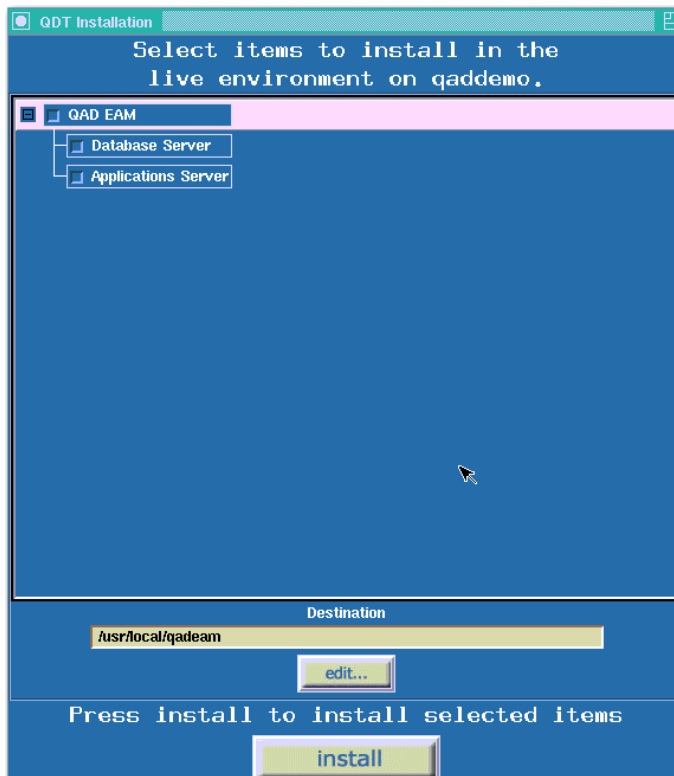 QDT Installation
Select items to install in the
live environment on qaddemo.
QAD EAM
Database Server
Applications Server
Destination
/usr/local/qadeam
edit...
Press install to install selected items
install